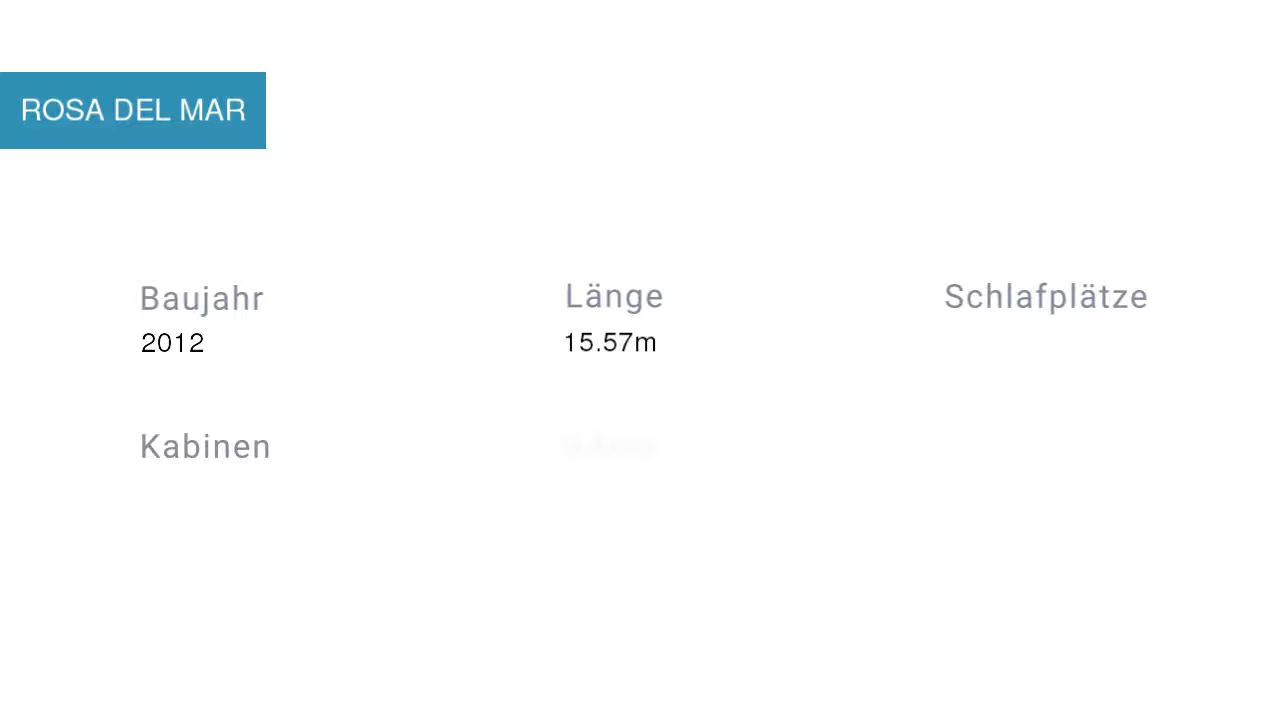 ROSA DEL MAR
Baujahr
2012
Länge
15.57m
Schlafplätze
Kabinen